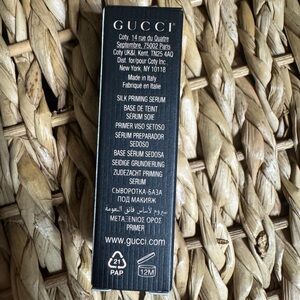 GUCCI
Coty, 14 rue du Quatre
Septembre, 75002 Paris
Coty UK&I, Kent, TN25 4AQ
Dist. for/pour Coty Inc.
New York, NY 10118
Made in Italy
Fabriqué en Italie
SILK PRIMING SERUM
BASE DE TEINT
SÉRUM SOIE
PRIMER VISO SETOSO
SÉRUM PREPARADOR
SEDOSO
BASE SÉRUM SEDOSA
SEIDIGE GRUNDIERUNG
ZIJDEZACHT PRIMING
SERUM
СЫВОРОТКА-БАЗА
ПОД МАКИЯЖ
ΜΕΤΑΞΕΝΙΟΣ ΟΡΟΣ
PRIMER
www.gucci.com
21
PAP
12M